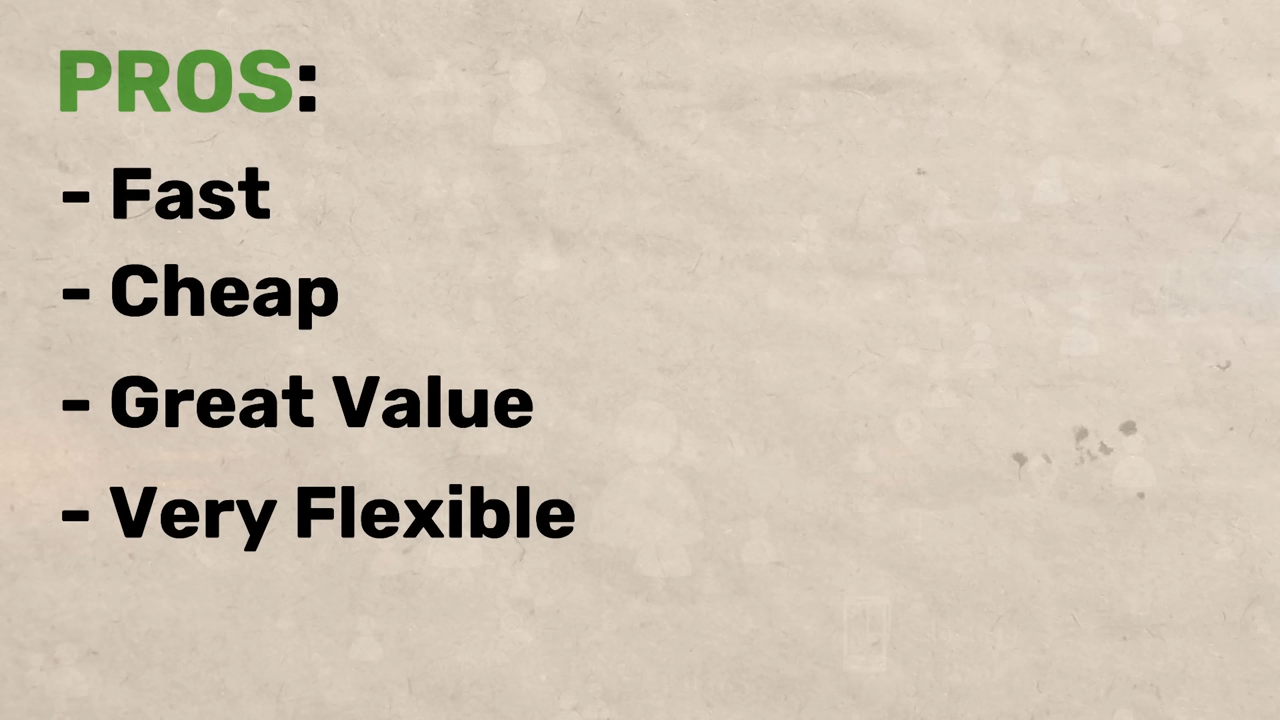 PROS:
- Fast
- Cheap
- Great Value
- Very Flexible